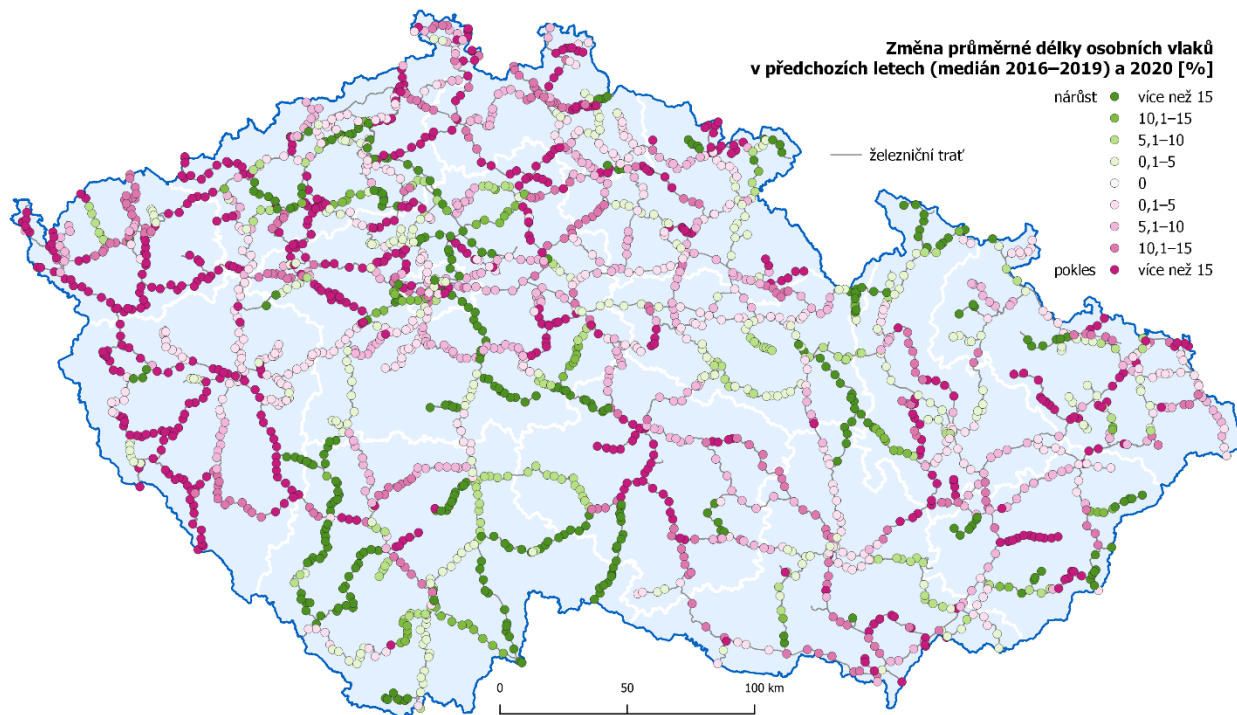 Změna průměrné délky osobních vlaků
v předchozích letech (medián 2016–2019) a 2020 [%]
nárůst
více než 15
10,1–15
5,1–10
železniční trať
0,1–5
0
0,1–5
5,1–10
10,1–15
pokles
více než 15
0
50
100 km